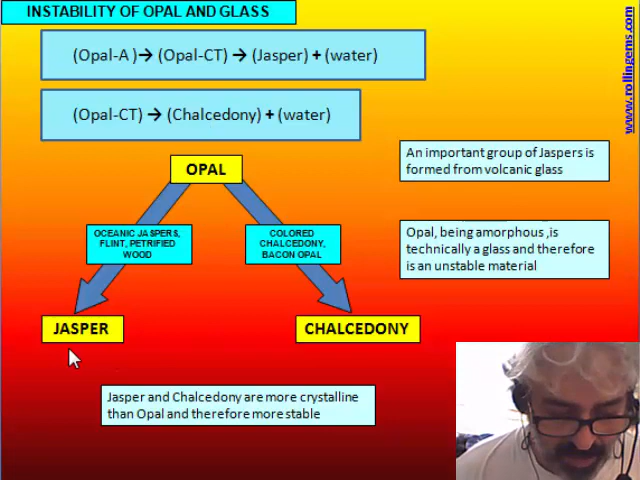 INSTABILITY OF OPAL AND GLASS
www.rollingems.com
(Opal-A )→ (Opal-CT) → (Jasper) + (water)
(Opal-CT) → (Chalcedony) + (water)
An important group of Jaspers is
formed from volcanic glass
OPAL
Opal, being amorphous ,is
technically a glass and therefore
is an unstable material
OCEANIC JASPERS,
FLINT, PETRIFIED
WOOD
COLORED
CHALCEDONY,
BACON OPAL
JASPER
CHALCEDONY
Jasper and Chalcedony are more crystalline
than Opal and therefore more stable